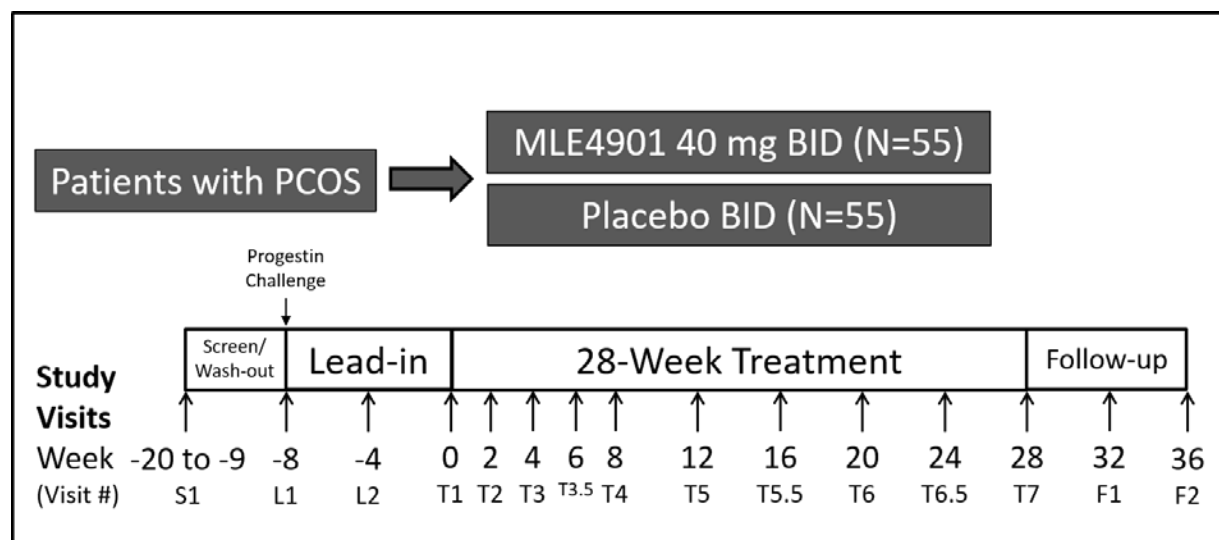 MLE4901 40 mg BID (N=55)
Patients with PCOS
Placebo BID (N=55)
Progestin
Challenge
Screen/
Wash-out
Lead-in
28-Week Treatment
Follow-up
Study
Visits
Week -20 to -9 -8 -4 0 2 4 6 8 12 16 20 24 28 32 36
(Visit #) S1 L1 L2 T1 T2 T3 T3.5 T4 T5 T5.5 T6 T6.5 T7 F1 F2